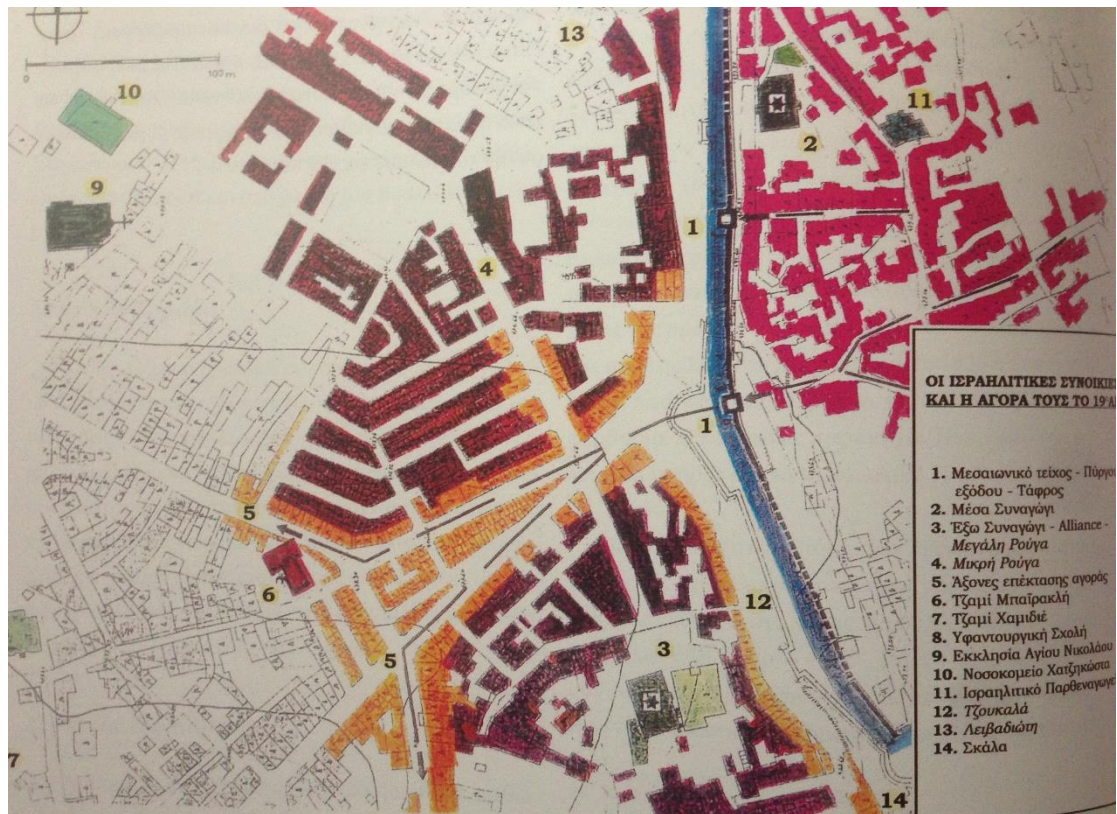 13
0
100 m.
10
11
2
9
1
4
1
5
12
6
3
5
7
14
ΟΙ ΙΣΡΑΗΛΙΤΙΚΕΣ ΣΥΝΟΙΚΙΕΣ
ΚΑΙ Η ΑΓΟΡΑ ΤΟΥΣ ΤΟ 19
1. Μεσαιωνικό τείχος - Πύργοι
εξόδου - Τάφρος
2. Μέσα Συναγώγι
3. Έξω Συναγώγι - Alliance -
Μεγάλη Ρούγα
4. Μικρή Ρούγα
5. Άξονες επέκτασης αγοράς
6. Τζαμί Μπαϊρακλή
7. Τζαμί Χαμιδιέ
8. Υφαντουργική Σχολή
9. Εκκλησία Αγίου Νικολάου
10. Νοσοκομείο Χατζηκώστα
11. Ισραηλιτικό Παρθεναγωγεί
12. Τζουκαλά
13. Λειβαδιώτη
14. Σκάλα